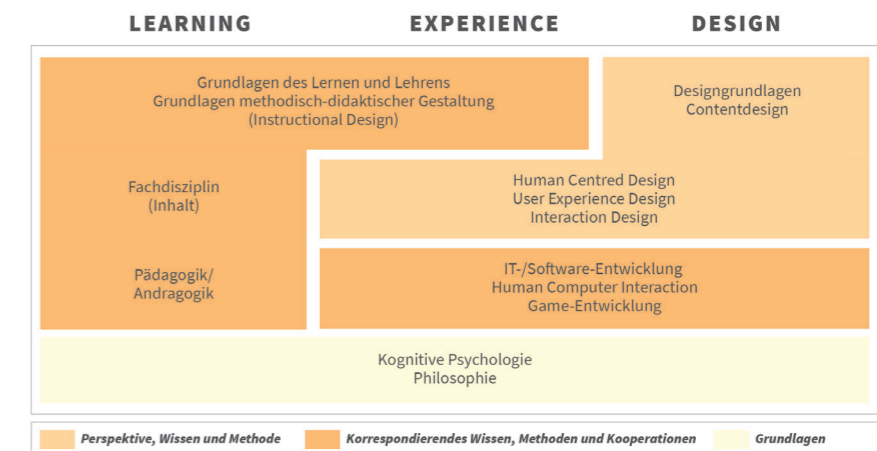 LEARNING EXPERIENCE DESIGN
Grundlagen des Lernen und Lehrens
Grundlagen methodisch-didaktischer Gestaltung
(Instructional Design)
Designgrundlagen
Contentdesign
Fachdisziplin
(Inhalt)
Human Centred Design
User Experience Design
Interaction Design
Pädagogik/
Andragogik
IT-/Software-Entwicklung
Human Computer Interaction
Game-Entwicklung
Kognitive Psychologie
Philosophie
Perspektive, Wissen und Methode
Korrespondierendes Wissen, Methoden und Kooperationen
Grundlagen